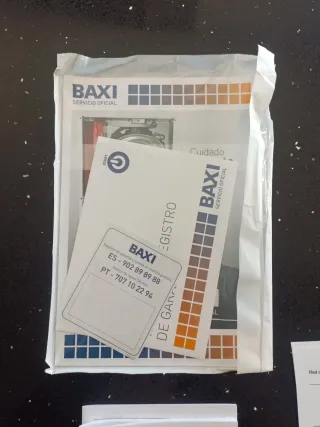 BAXI
SERVICIO OFICIAL
Cuidado
BAXI
SERVICIO OFICIAL
REGISTRO
DE GARA
BAXI
ES - 902 89 89 88
PT - 707 10 22 94